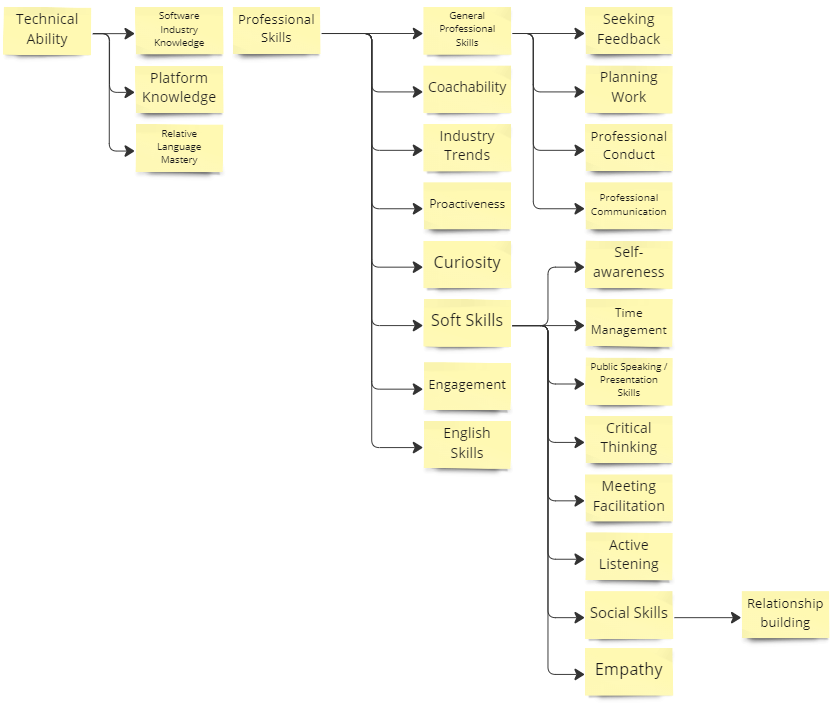 Technical
Ability
Software
Industry
Knowledge
Platform
Knowledge
Relative
Language
Mastery
Professional
Skills
General
Professional
Skills
Coachability
Industry
Trends
Proactiveness
Curiosity
Soft Skills
Engagement
English
Skills
Seeking
Feedback
Planning
Work
Professional
Conduct
Professional
Communication
Self-
awareness
Time
Management
Public Speaking /
Presentation
Skills
Critical
Thinking
Meeting
Facilitation
Active
Listening
Social Skills
Empathy
Relationship
building